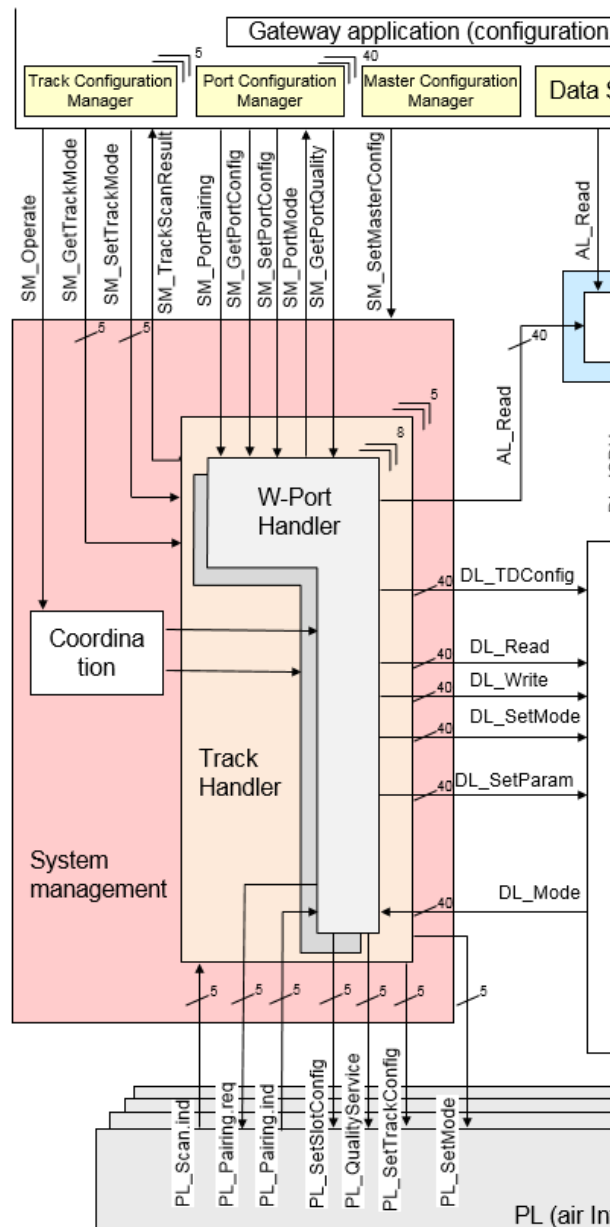 Gateway application (configuration
5
40
Track Configuration
Manager
Port Configuration
Manager
Master Configuration
Manager
Data S
SM_Operate
SM_GetTrackMode
SM_SetTrackMode
SM_TrackScanResult
SM_PortPairing
SM_GetPortConfig
SM_SetPortConfig
SM_PortMode
SM_GetPortQuality
SM_SetMasterConfig
AL_Read
5
5
40
AL_Read
5
8
W-Port
Handler
40
DL_TDConfig
Coordina
tion
40
DL_Read
40
DL_Write
40
DL_SetMode
Track
Handler
40
DL_SetParam
System
management
40
DL_Mode
5
5
5
5
5
5
5
PL_Scan.ind
PL_Pairing.req
PL_Pairing.ind
PL_SetSlotConfig
PL_QualityService
PL_SetTrackConfig
PL_SetMode
PL (air In